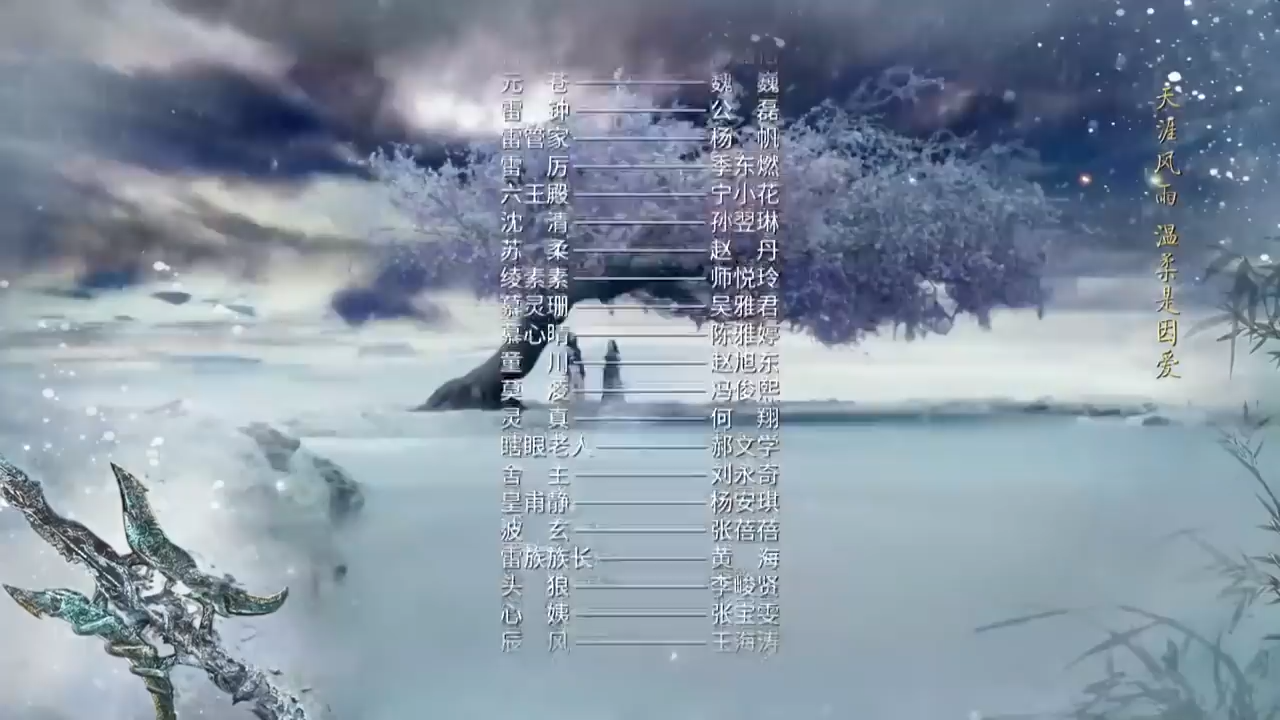 元苍——魏巍
雷钟——公磊
雷管家——杨帆
雷厉——季东燃
六王殿——宁小花
沈清——孙翌琳
苏柔——赵丹
绫素素——师悦玲
慕灵珊——吴雅君
慕心晴——陈雅婷
童川——赵旭东
莫凌——冯俊熙
灵真——何翔
瞎眼老人——郝文学
舍主——刘永奇
皇甫静——杨安琪
波玄——张蓓蓓
雷族族长——黄海
头狼——李峻贤
心姨——张宝雯
辰风——王海涛
天涯风雨 温柔是因爱